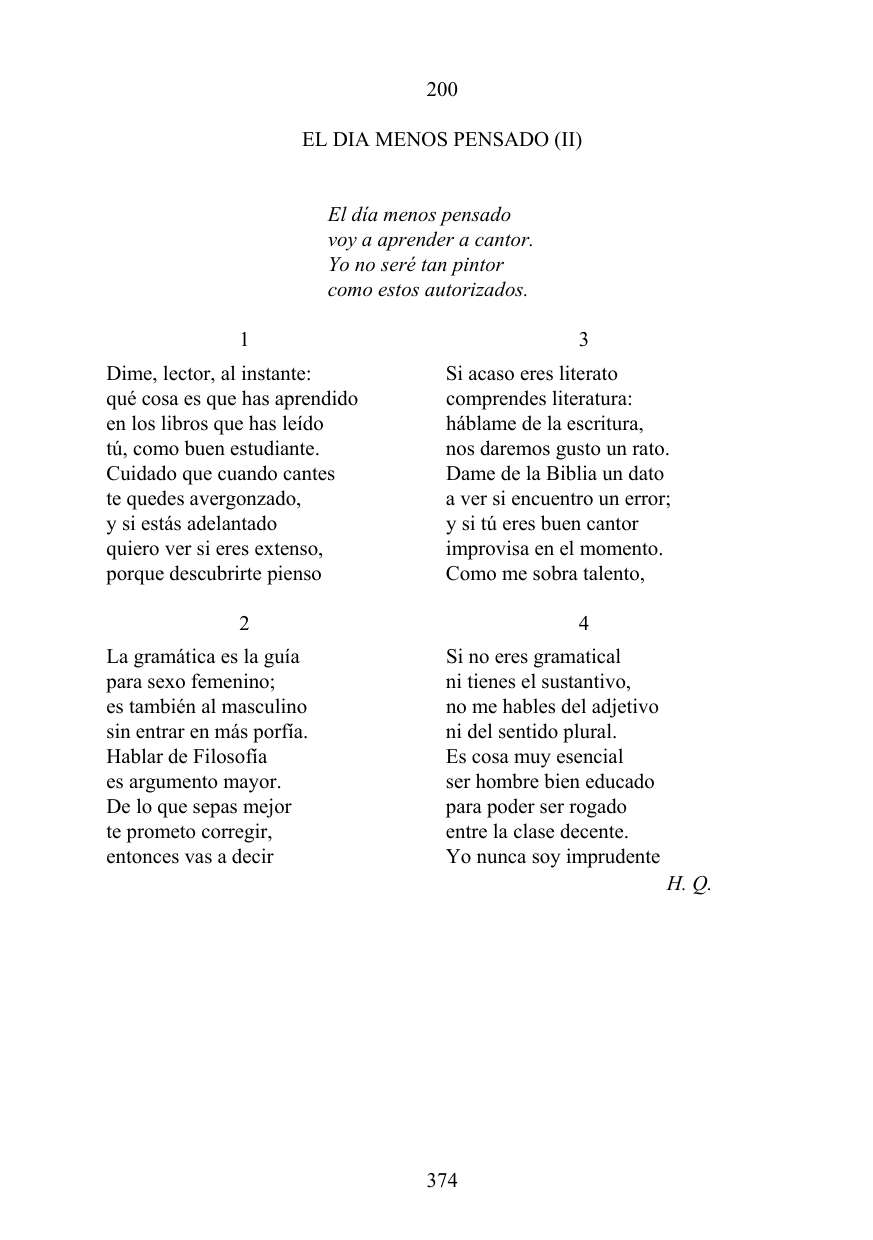 200
EL DIA MENOS PENSADO (II)
El día menos pensado
voy a aprender a cantor.
Yo no seré tan pintor
como estos autorizados.
1
Dime, lector, al instante:
qué cosa es que has aprendido
en los libros que has leído
tú, como buen estudiante.
Cuidado que cuando cantes
te quedes avergonzado,
y si estás adelantado
quiero ver si eres extenso,
porque descubrirte pienso
2
La gramática es la guía
para sexo femenino;
es también al masculino
sin entrar en más porfía.
Hablar de Filosofía
es argumento mayor.
De lo que sepas mejor
te prometo corregir,
entonces vas a decir
3
Si acaso eres literato
comprendes literatura:
háblame de la escritura,
nos daremos gusto un rato.
Dame de la Biblia un dato
a ver si encuentro un error;
y si tú eres buen cantor
improvisa en el momento.
Como me sobra talento,
4
Si no eres gramatical
ni tienes el sustantivo,
no me hables del adjetivo
ni del sentido plural.
Es cosa muy esencial
ser hombre bien educado
para poder ser rogado
entre la clase decente.
Yo nunca soy imprudente
H. Q.
374